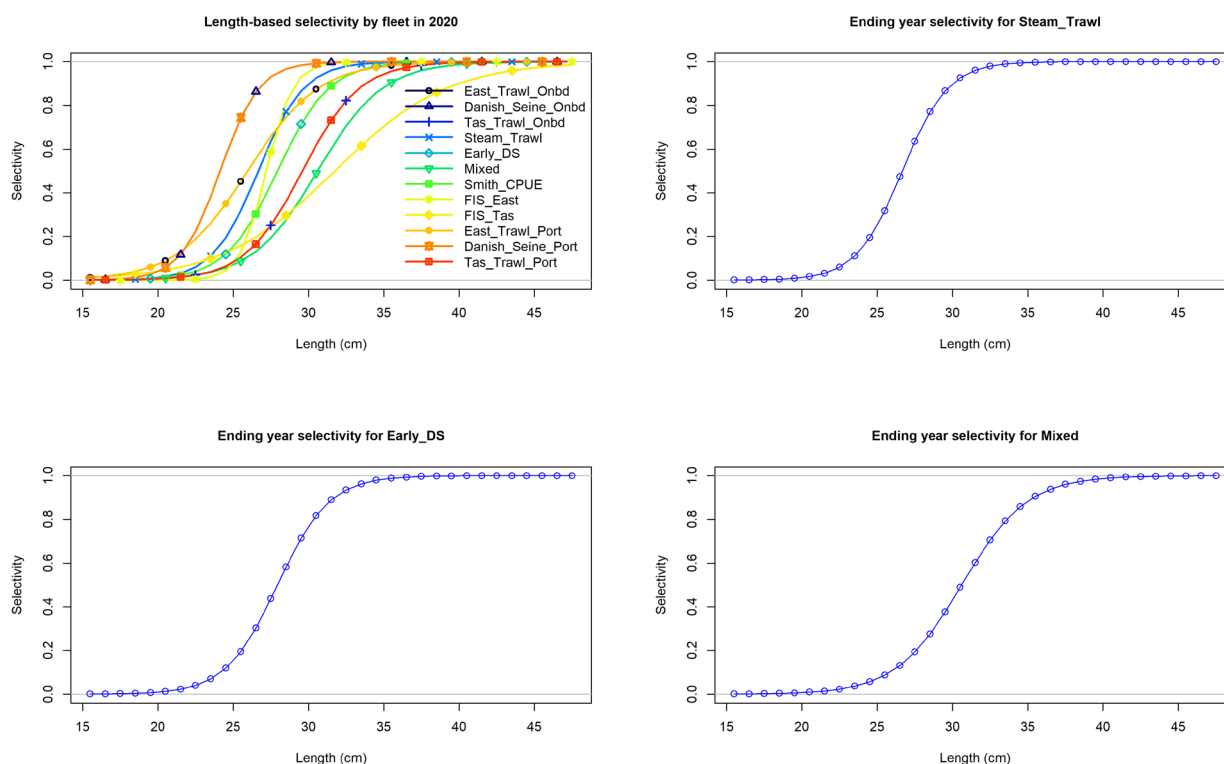 Length-based selectivity by fleet in 2020
Selectivity
0.0 0.2 0.4 0.6 0.8 1.0
East_Trawl_Onbd
Danish_Seine_Onbd
Tas_Trawl_Onbd
Steam_Trawl
Early_DS
Mixed
Smith_CPUE
FIS_East
FIS_Tas
East_Trawl_Port
Danish_Seine_Port
Tas_Trawl_Port
15 20 25 30 35 40 45
Length (cm)
Ending year selectivity for Steam_Trawl
Selectivity
0.0 0.2 0.4 0.6 0.8 1.0
15 20 25 30 35 40 45
Length (cm)
Ending year selectivity for Early_DS
Selectivity
0.0 0.2 0.4 0.6 0.8 1.0
15 20 25 30 35 40 45
Length (cm)
Ending year selectivity for Mixed
Selectivity
0.0 0.2 0.4 0.6 0.8 1.0
15 20 25 30 35 40 45
Length (cm)